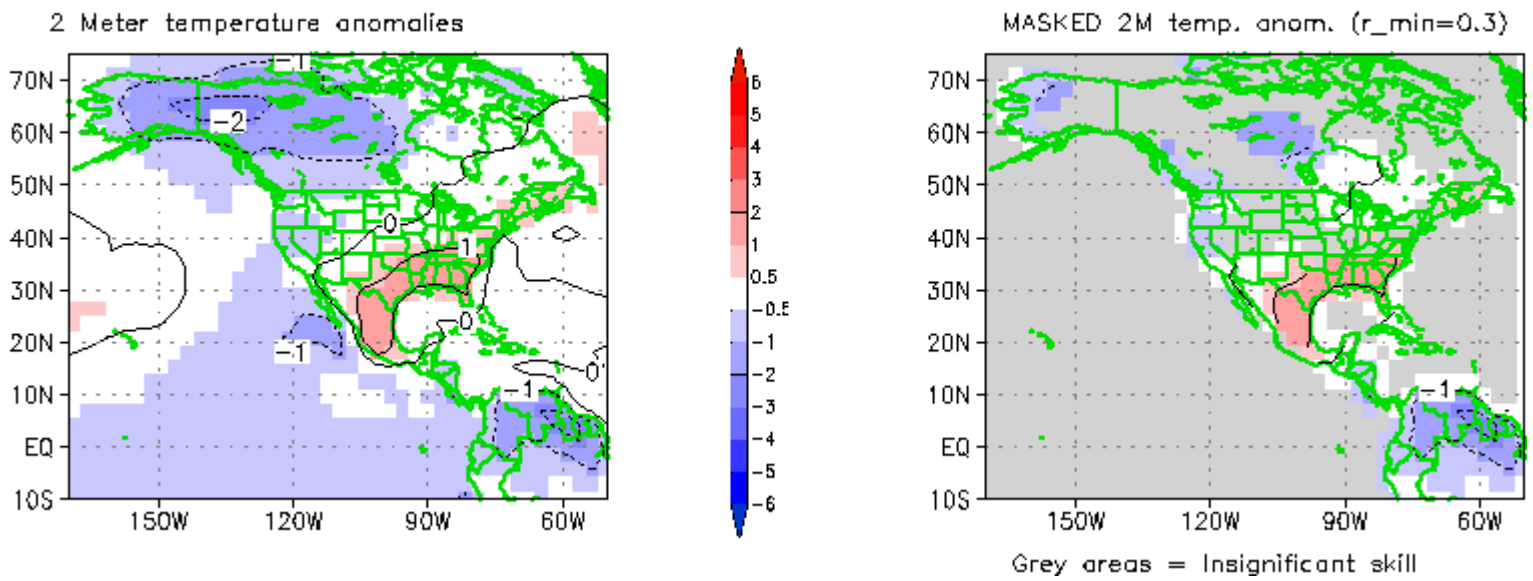 2 Meter temperature anomalies
MASKED 2M temp. anom. (r_min=0.3)
70N
60N
50N
40N
30N
20N
10N
EQ
10S
150W
120W
90W
60W
-1
-2
0
1
0
-1
0
-1
6
5
4
3
2
1
0.5
-0.5
-1
-2
-3
-4
-5
-6
70N
60N
50N
40N
30N
20N
10N
EQ
10S
150W
120W
90W
60W
-1
Grey areas = Insignificant skill